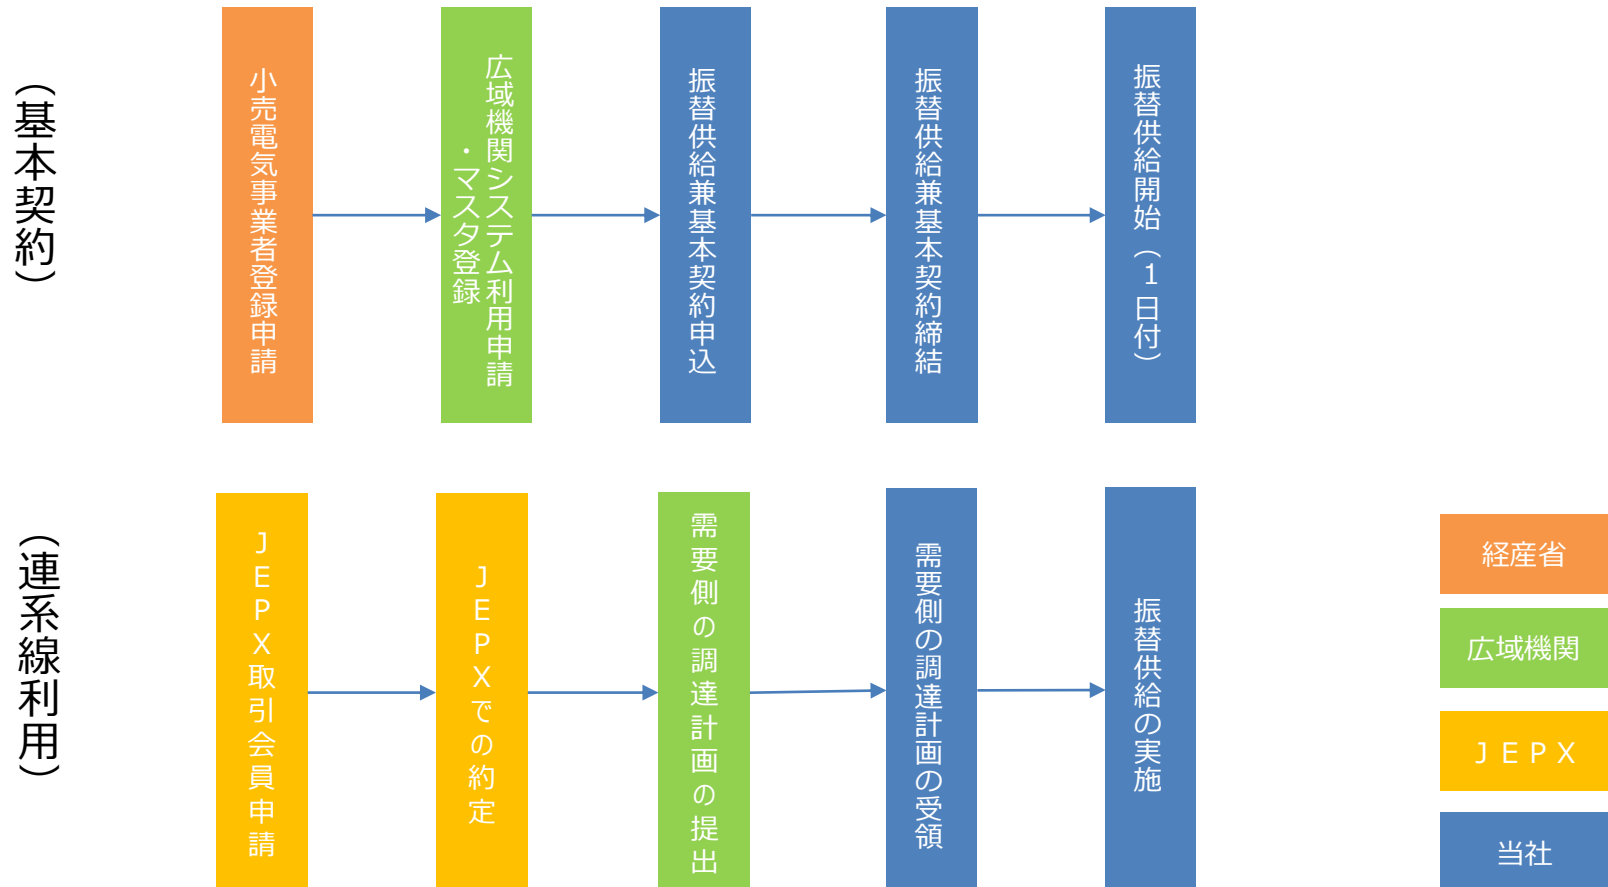 （基本契約）
小売電気事業者登録申請
広域機関システム利用申請
・マスタ登録
振替供給兼基本契約申込
振替供給兼基本契約締結
振替供給開始（１日付）
（連系線利用）
ＪＥＰＸ取引会員申請
ＪＥＰＸでの約定
需要側の調達計画の提出
需要側の調達計画の受領
振替供給の実施
経産省
広域機関
ＪＥＰＸ
当社